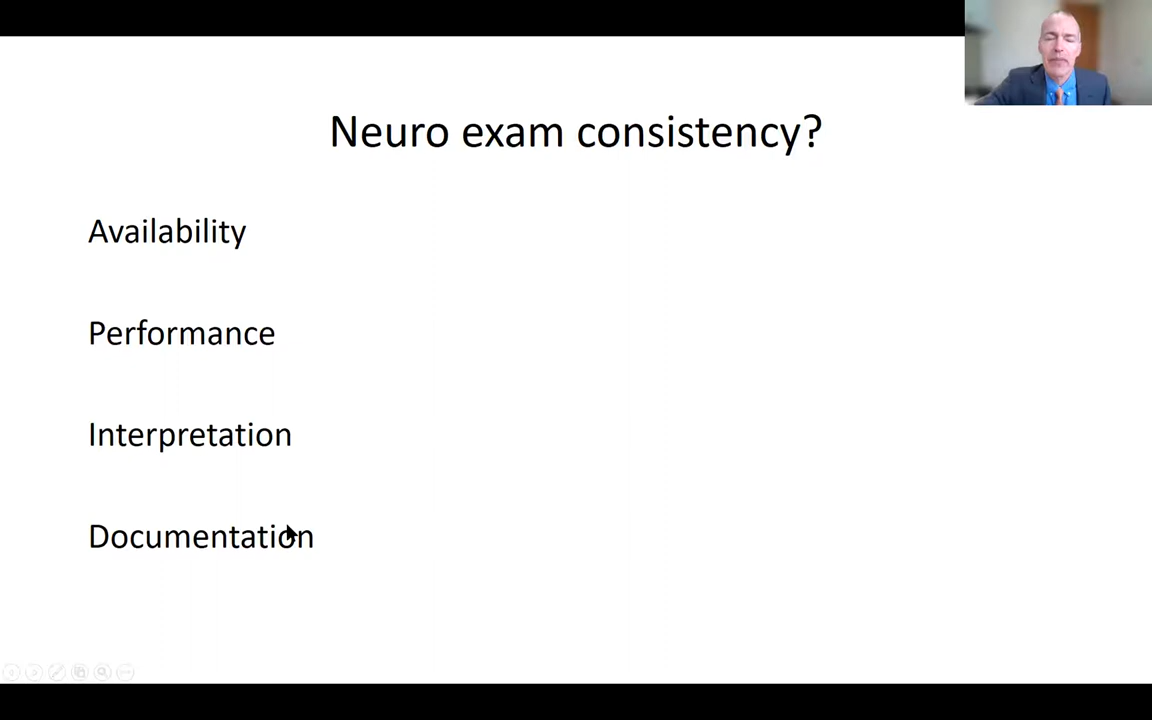 Neuro exam consistency?
Availability
Performance
Interpretation
Documentation